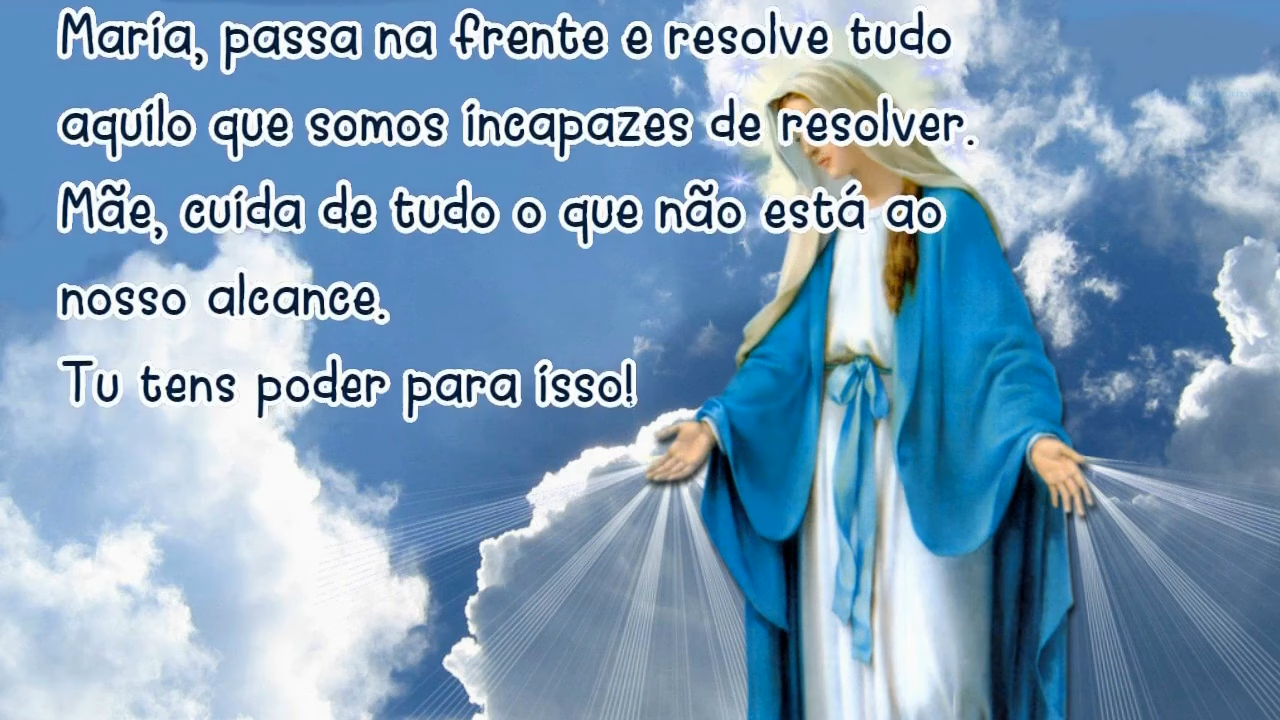 Maria, passa na frente e resolve tudo
aquilo que somos incapazes de resolver.
Mãe, cuida de tudo o que não está ao
nosso alcance.
Tu tens poder para isso!